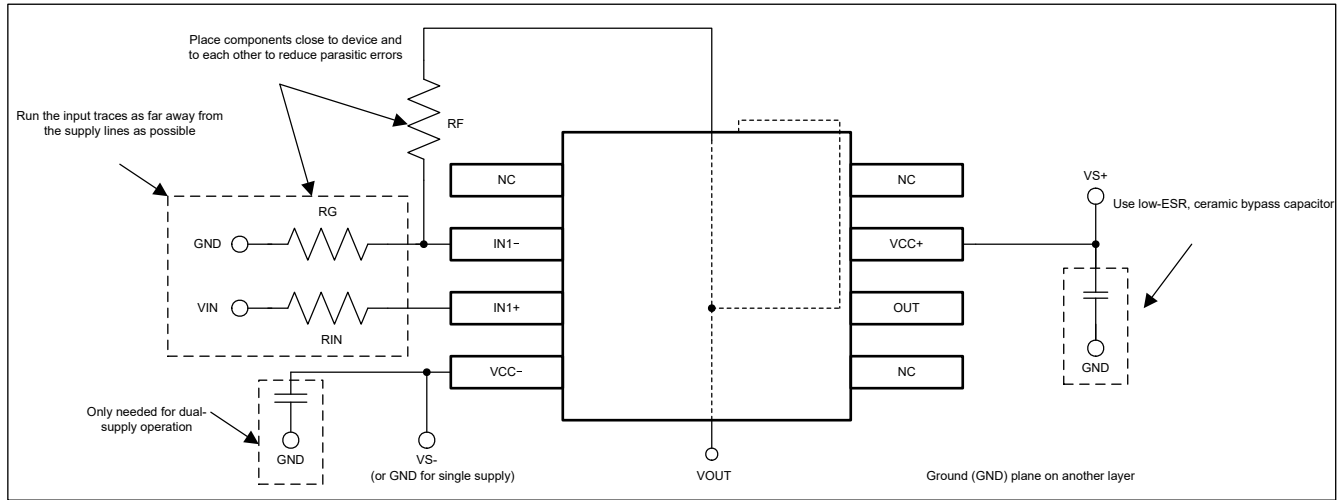 Place components close to device and
to each other to reduce parasitic errors
Run the input traces as far away from
the supply lines as possible
RF
NC
NC
VS+
Use low-ESR, ceramic bypass capacitor
RG
GND
IN1−
VCC+
VIN
IN1+
OUT
RIN
GND
VCC−
NC
Only needed for dual-
supply operation
GND
VS-
(or GND for single supply)
VOUT
Ground (GND) plane on another layer